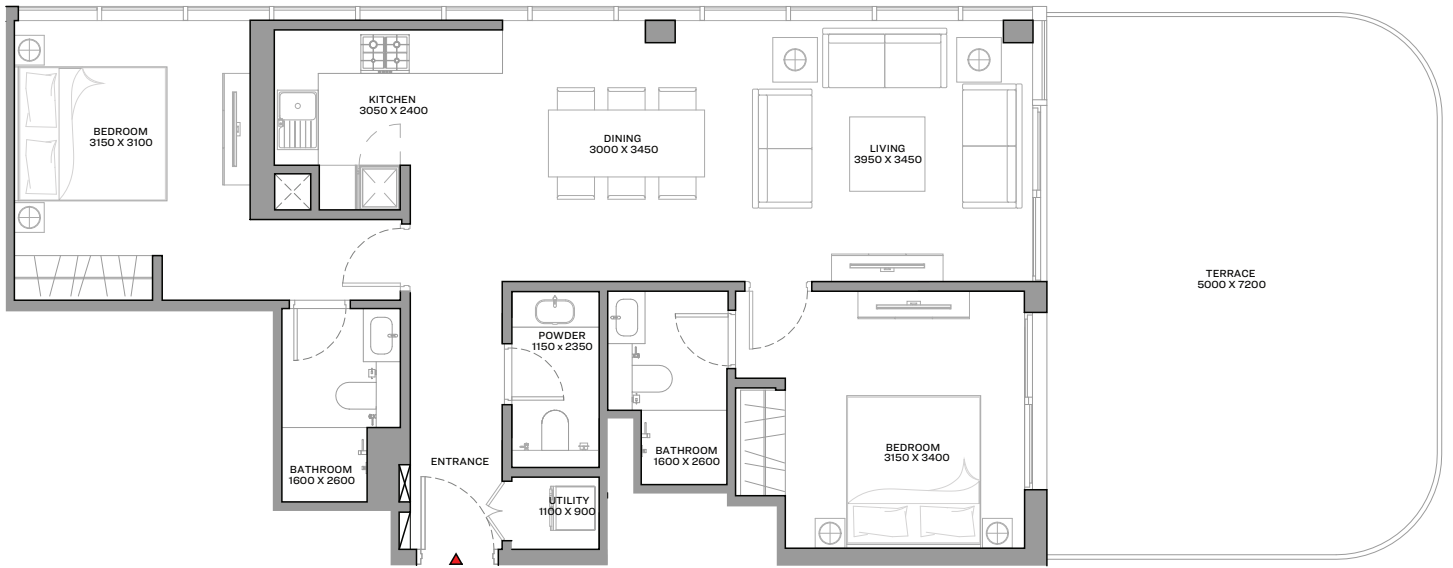 KITCHEN
3050 X 2400
BEDROOM
3150 X 3100
DINING
3000 X 3450
LIVING
3950 X 3450
TERRACE
5000 X 7200
POWDER
1150 x 2350
BATHROOM
1600 X 2600
ENTRANCE
BATHROOM
1600 X 2600
BEDROOM
3150 X 3400
UTILITY
1100 X 900